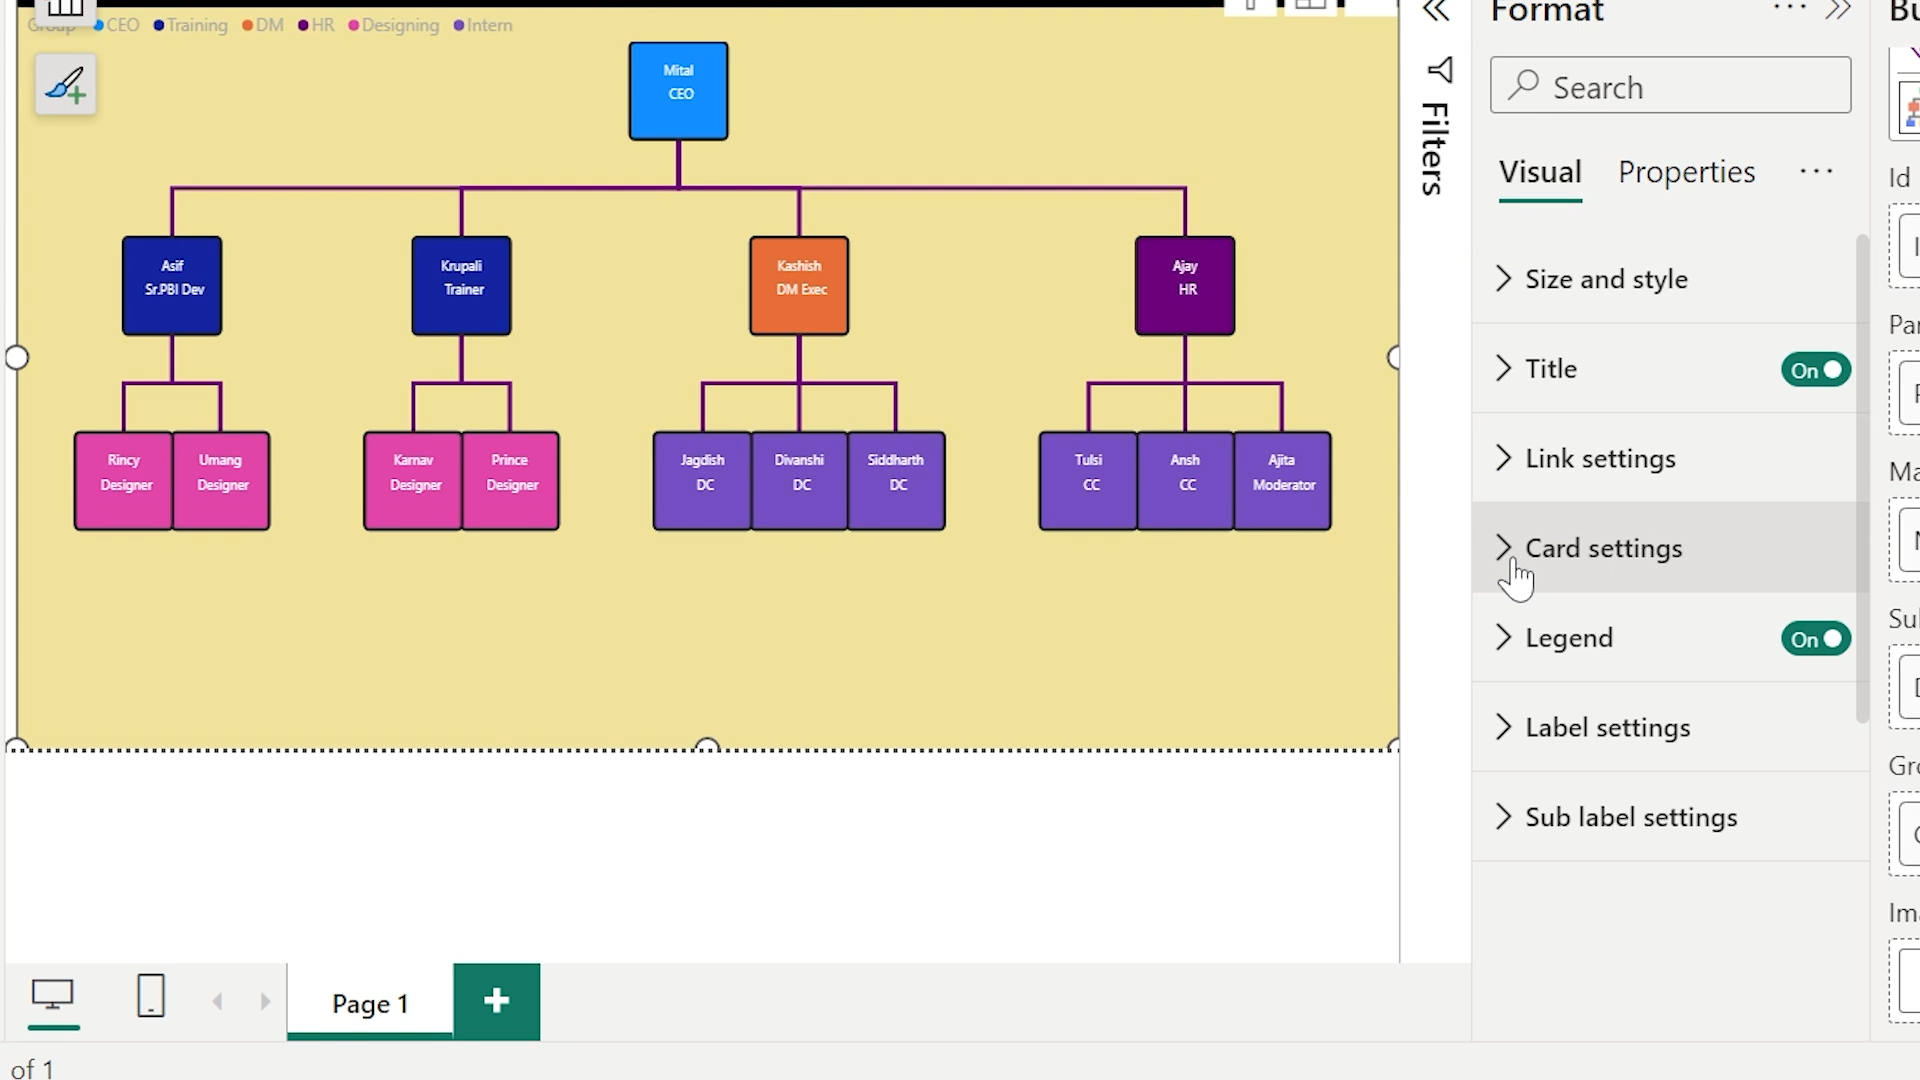 Group CEO Training DM HR Designing Intern
Mital
CEO
Asif
Sr.PBI Dev
Krupali
Trainer
Kashish
DM Exec
Ajay
HR
Rincy
Designer
Umang
Designer
Karnav
Designer
Prince
Designer
Jagdish
DC
Divanshi
DC
Siddharth
DC
Tulsi
CC
Ansh
CC
Ajita
Moderator
Page 1
of 1
Filters
Format
Search
Visual Properties
Size and style
Title On
Link settings
Card settings
Legend On
Label settings
Sub label settings
Id